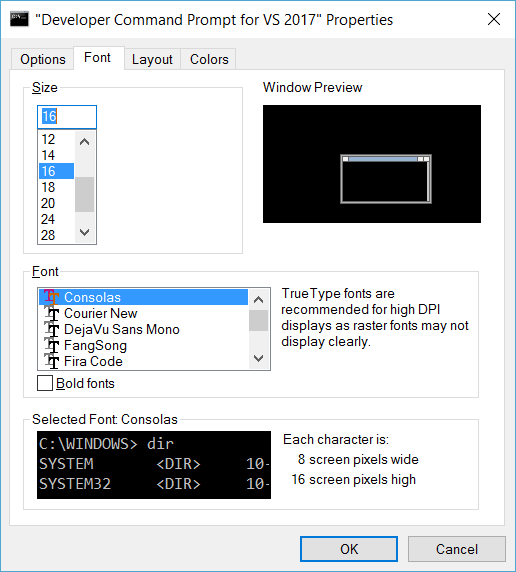 "Developer Command Prompt for VS 2017" Properties
Options Font Layout Colors
Size
16
12
14
16
18
20
24
28
Window Preview
Font
Consolas
Courier New
DejaVu Sans Mono
FangSong
Fira Code
Bold fonts
TrueType fonts are
recommended for high DPI
displays as raster fonts may not
display clearly.
Selected Font: Consolas
C:\WINDOWS> dir
SYSTEM <DIR> 10-
SYSTEM32 <DIR> 10-
Each character is:
8 screen pixels wide
16 screen pixels high
OK Cancel